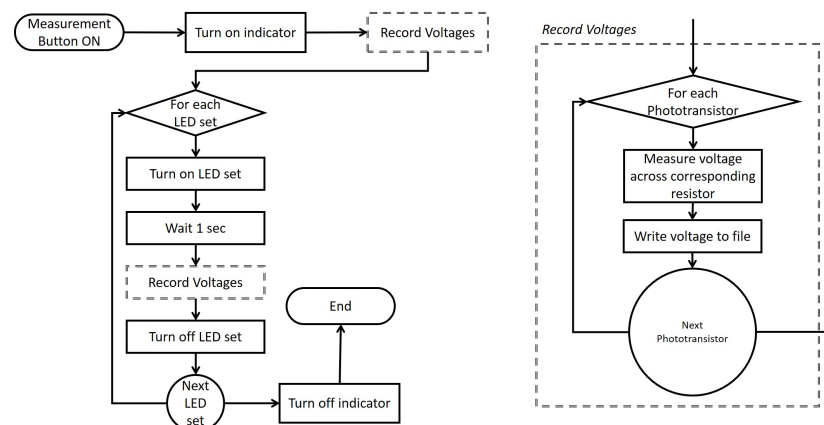 Measurement
Button ON
Turn on indicator
Record Voltages
For each
LED set
Turn on LED set
Wait 1 sec
Record Voltages
Turn off LED set
Next
LED
set
Turn off indicator
End
Record Voltages
For each
Phototransistor
Measure voltage
across corresponding
resistor
Write voltage to file
Next
Phototransistor